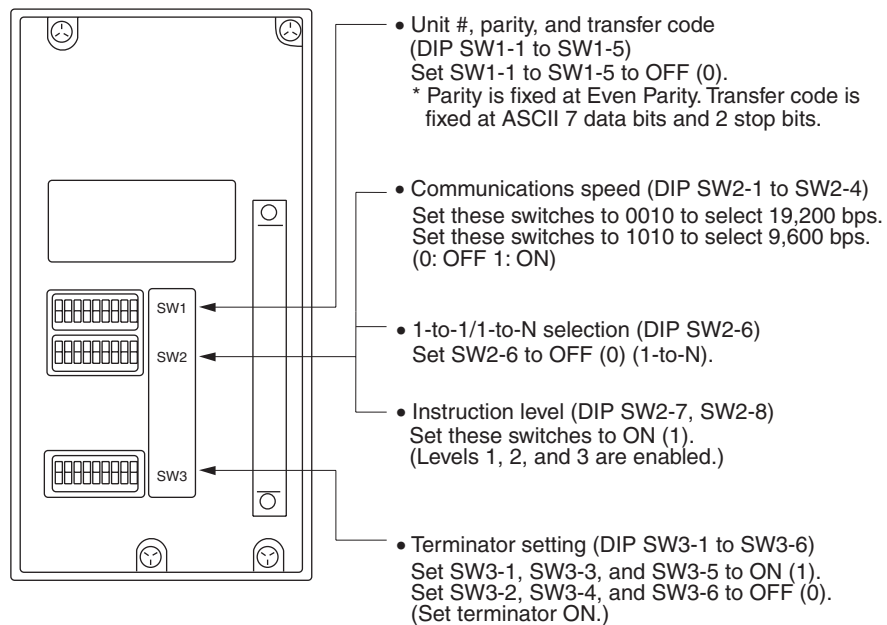 • Unit #, parity, and transfer code
(DIP SW1-1 to SW1-5)
Set SW1-1 to SW1-5 to OFF (0).
* Parity is fixed at Even Parity. Transfer code is
fixed at ASCII 7 data bits and 2 stop bits.
• Communications speed (DIP SW2-1 to SW2-4)
Set these switches to 0010 to select 19,200 bps.
Set these switches to 1010 to select 9,600 bps.
(0: OFF 1: ON)
SW1
• 1-to-1/1-to-N selection (DIP SW2-6)
Set SW2-6 to OFF (0) (1-to-N).
SW2
• Instruction level (DIP SW2-7, SW2-8)
Set these switches to ON (1).
(Levels 1, 2, and 3 are enabled.)
SW3
• Terminator setting (DIP SW3-1 to SW3-6)
Set SW3-1, SW3-3, and SW3-5 to ON (1).
Set SW3-2, SW3-4, and SW3-6 to OFF (0).
(Set terminator ON.)